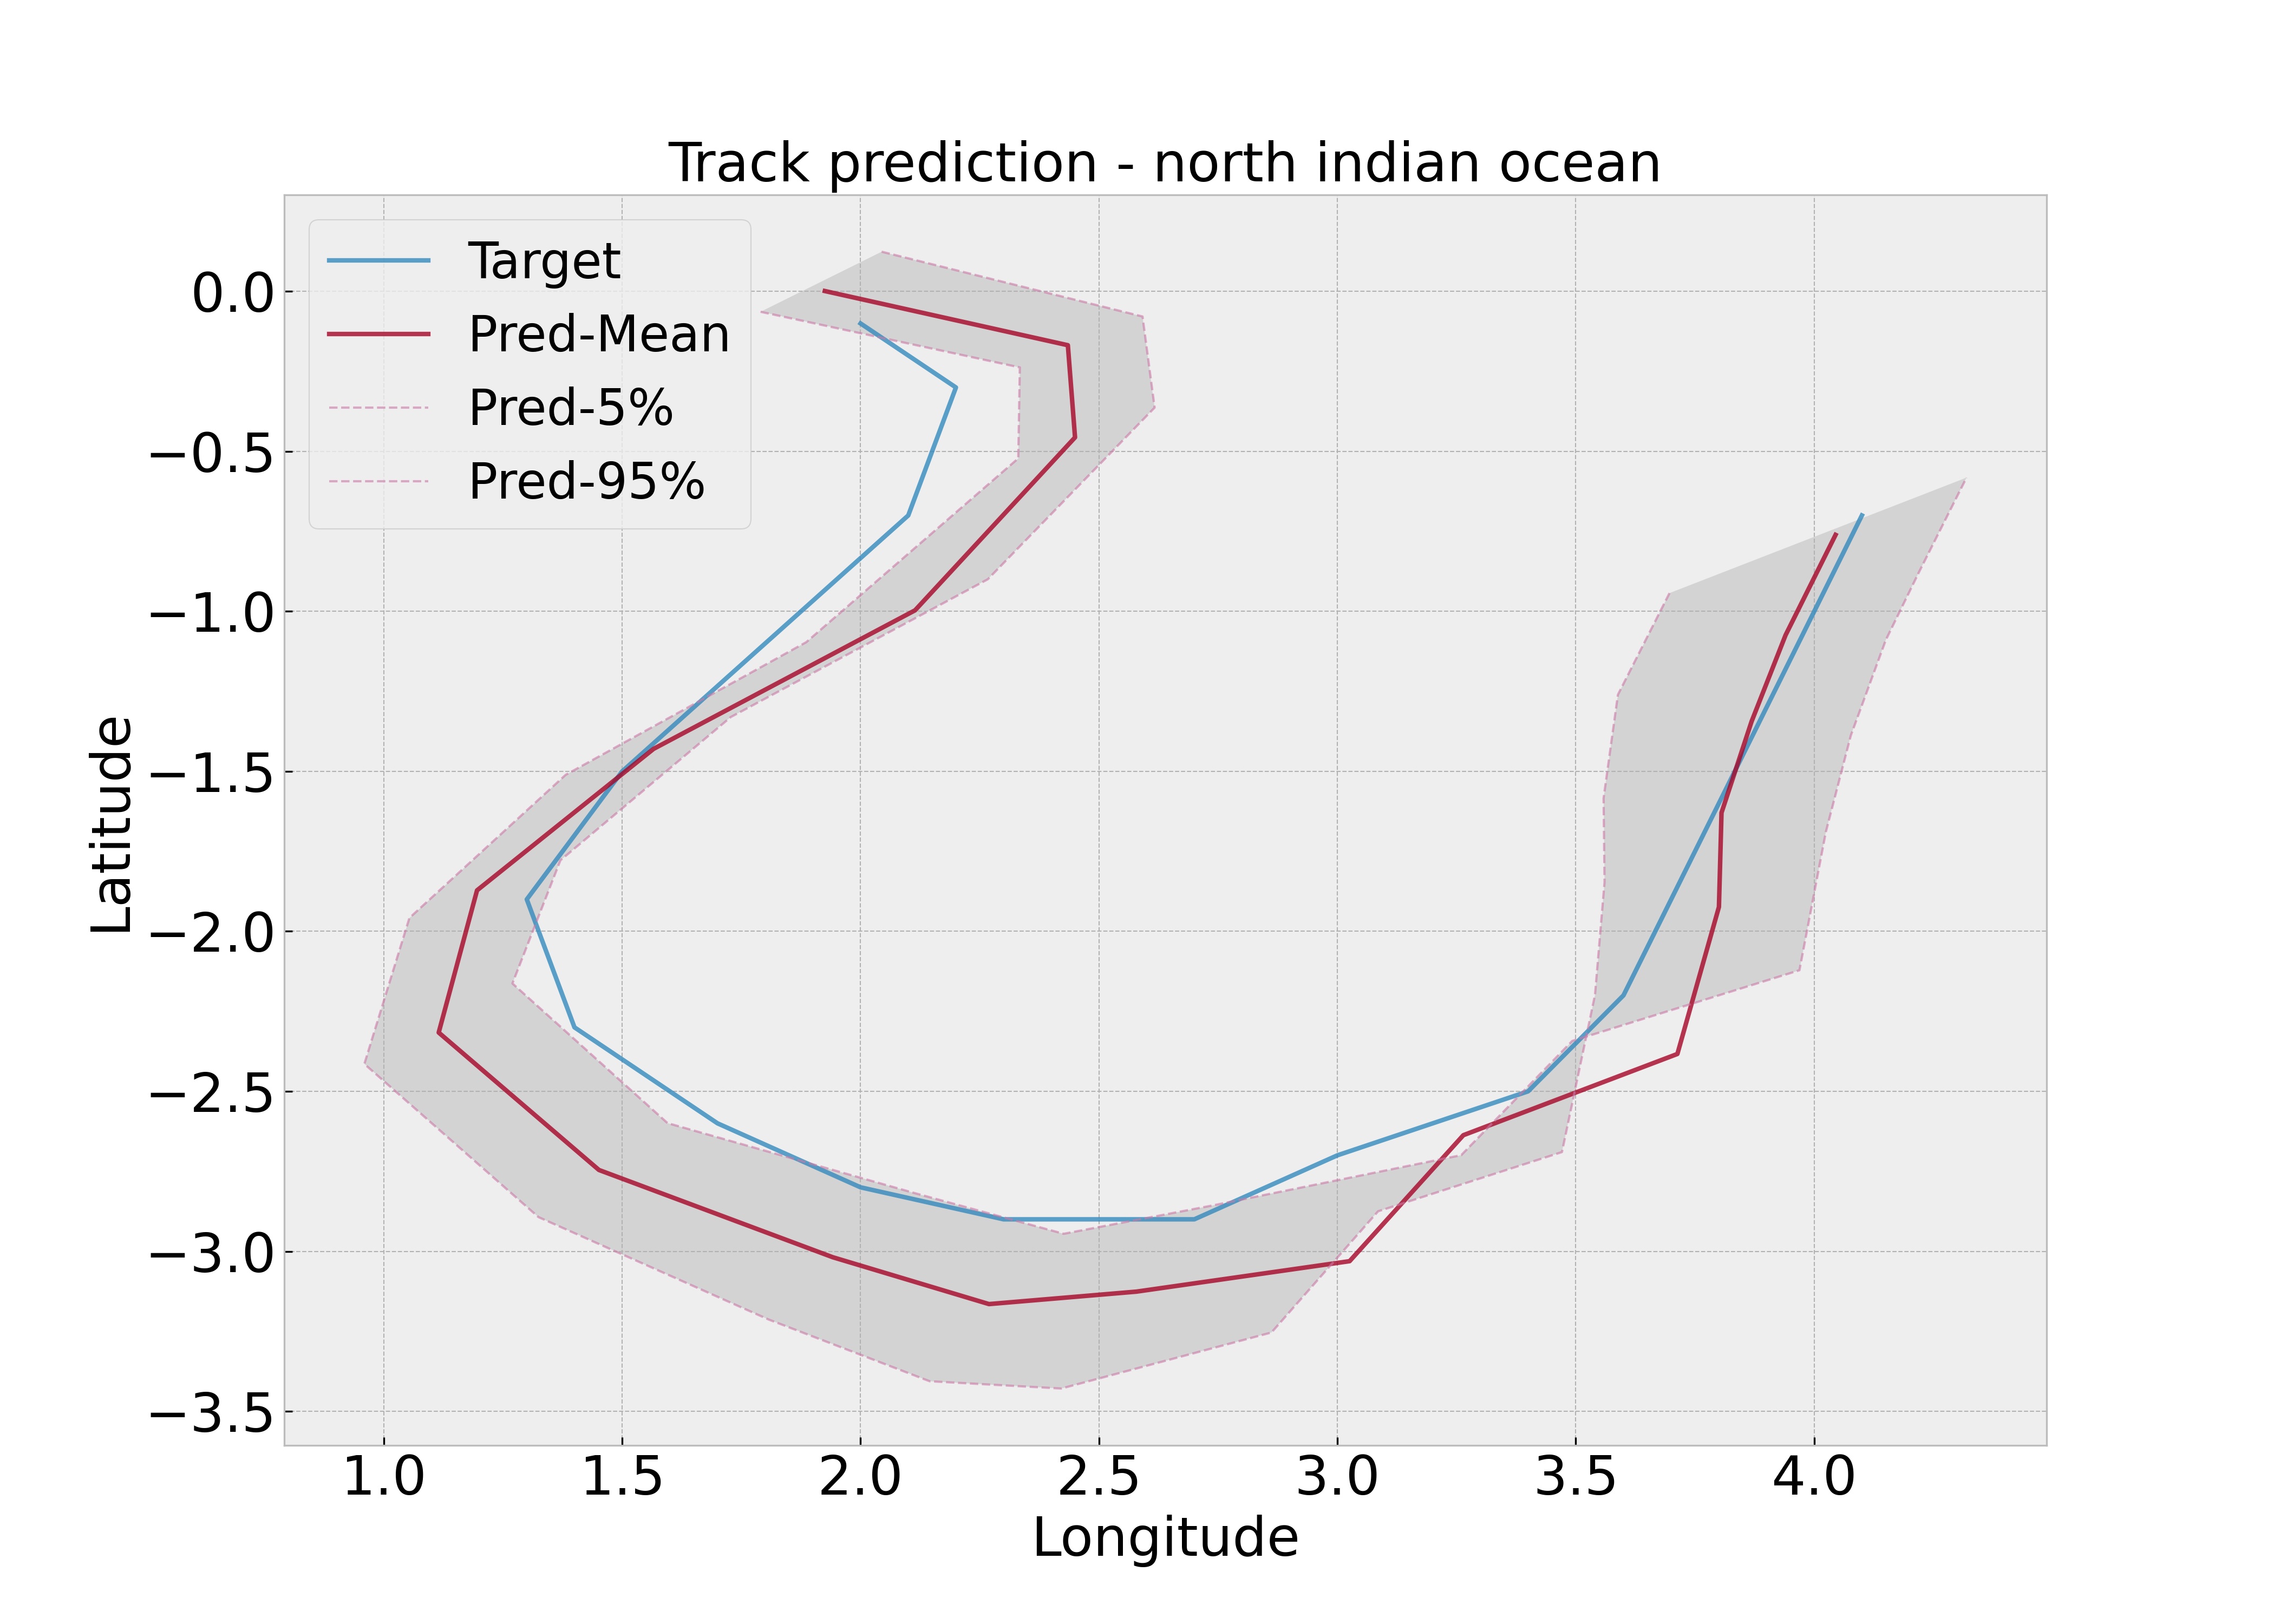 Track prediction - north indian ocean
Target
Pred-Mean
Pred-5%
Pred-95%
0.0
−0.5
−1.0
−1.5
−2.0
−2.5
−3.0
−3.5
Latitude
1.0 1.5 2.0 2.5 3.0 3.5 4.0
Longitude